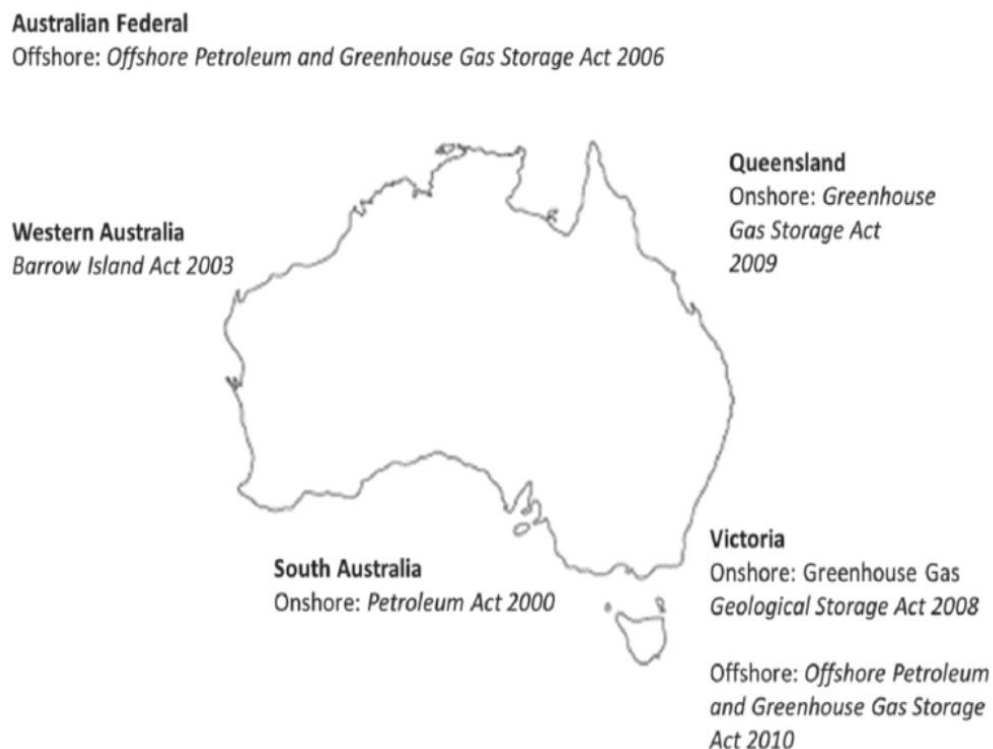 Australian Federal
Offshore: Offshore Petroleum and Greenhouse Gas Storage Act 2006
Queensland
Onshore: Greenhouse
Gas Storage Act
2009
Western Australia
Barrow Island Act 2003
South Australia
Onshore: Petroleum Act 2000
Victoria
Onshore: Greenhouse Gas
Geological Storage Act 2008
Offshore: Offshore Petroleum
and Greenhouse Gas Storage
Act 2010